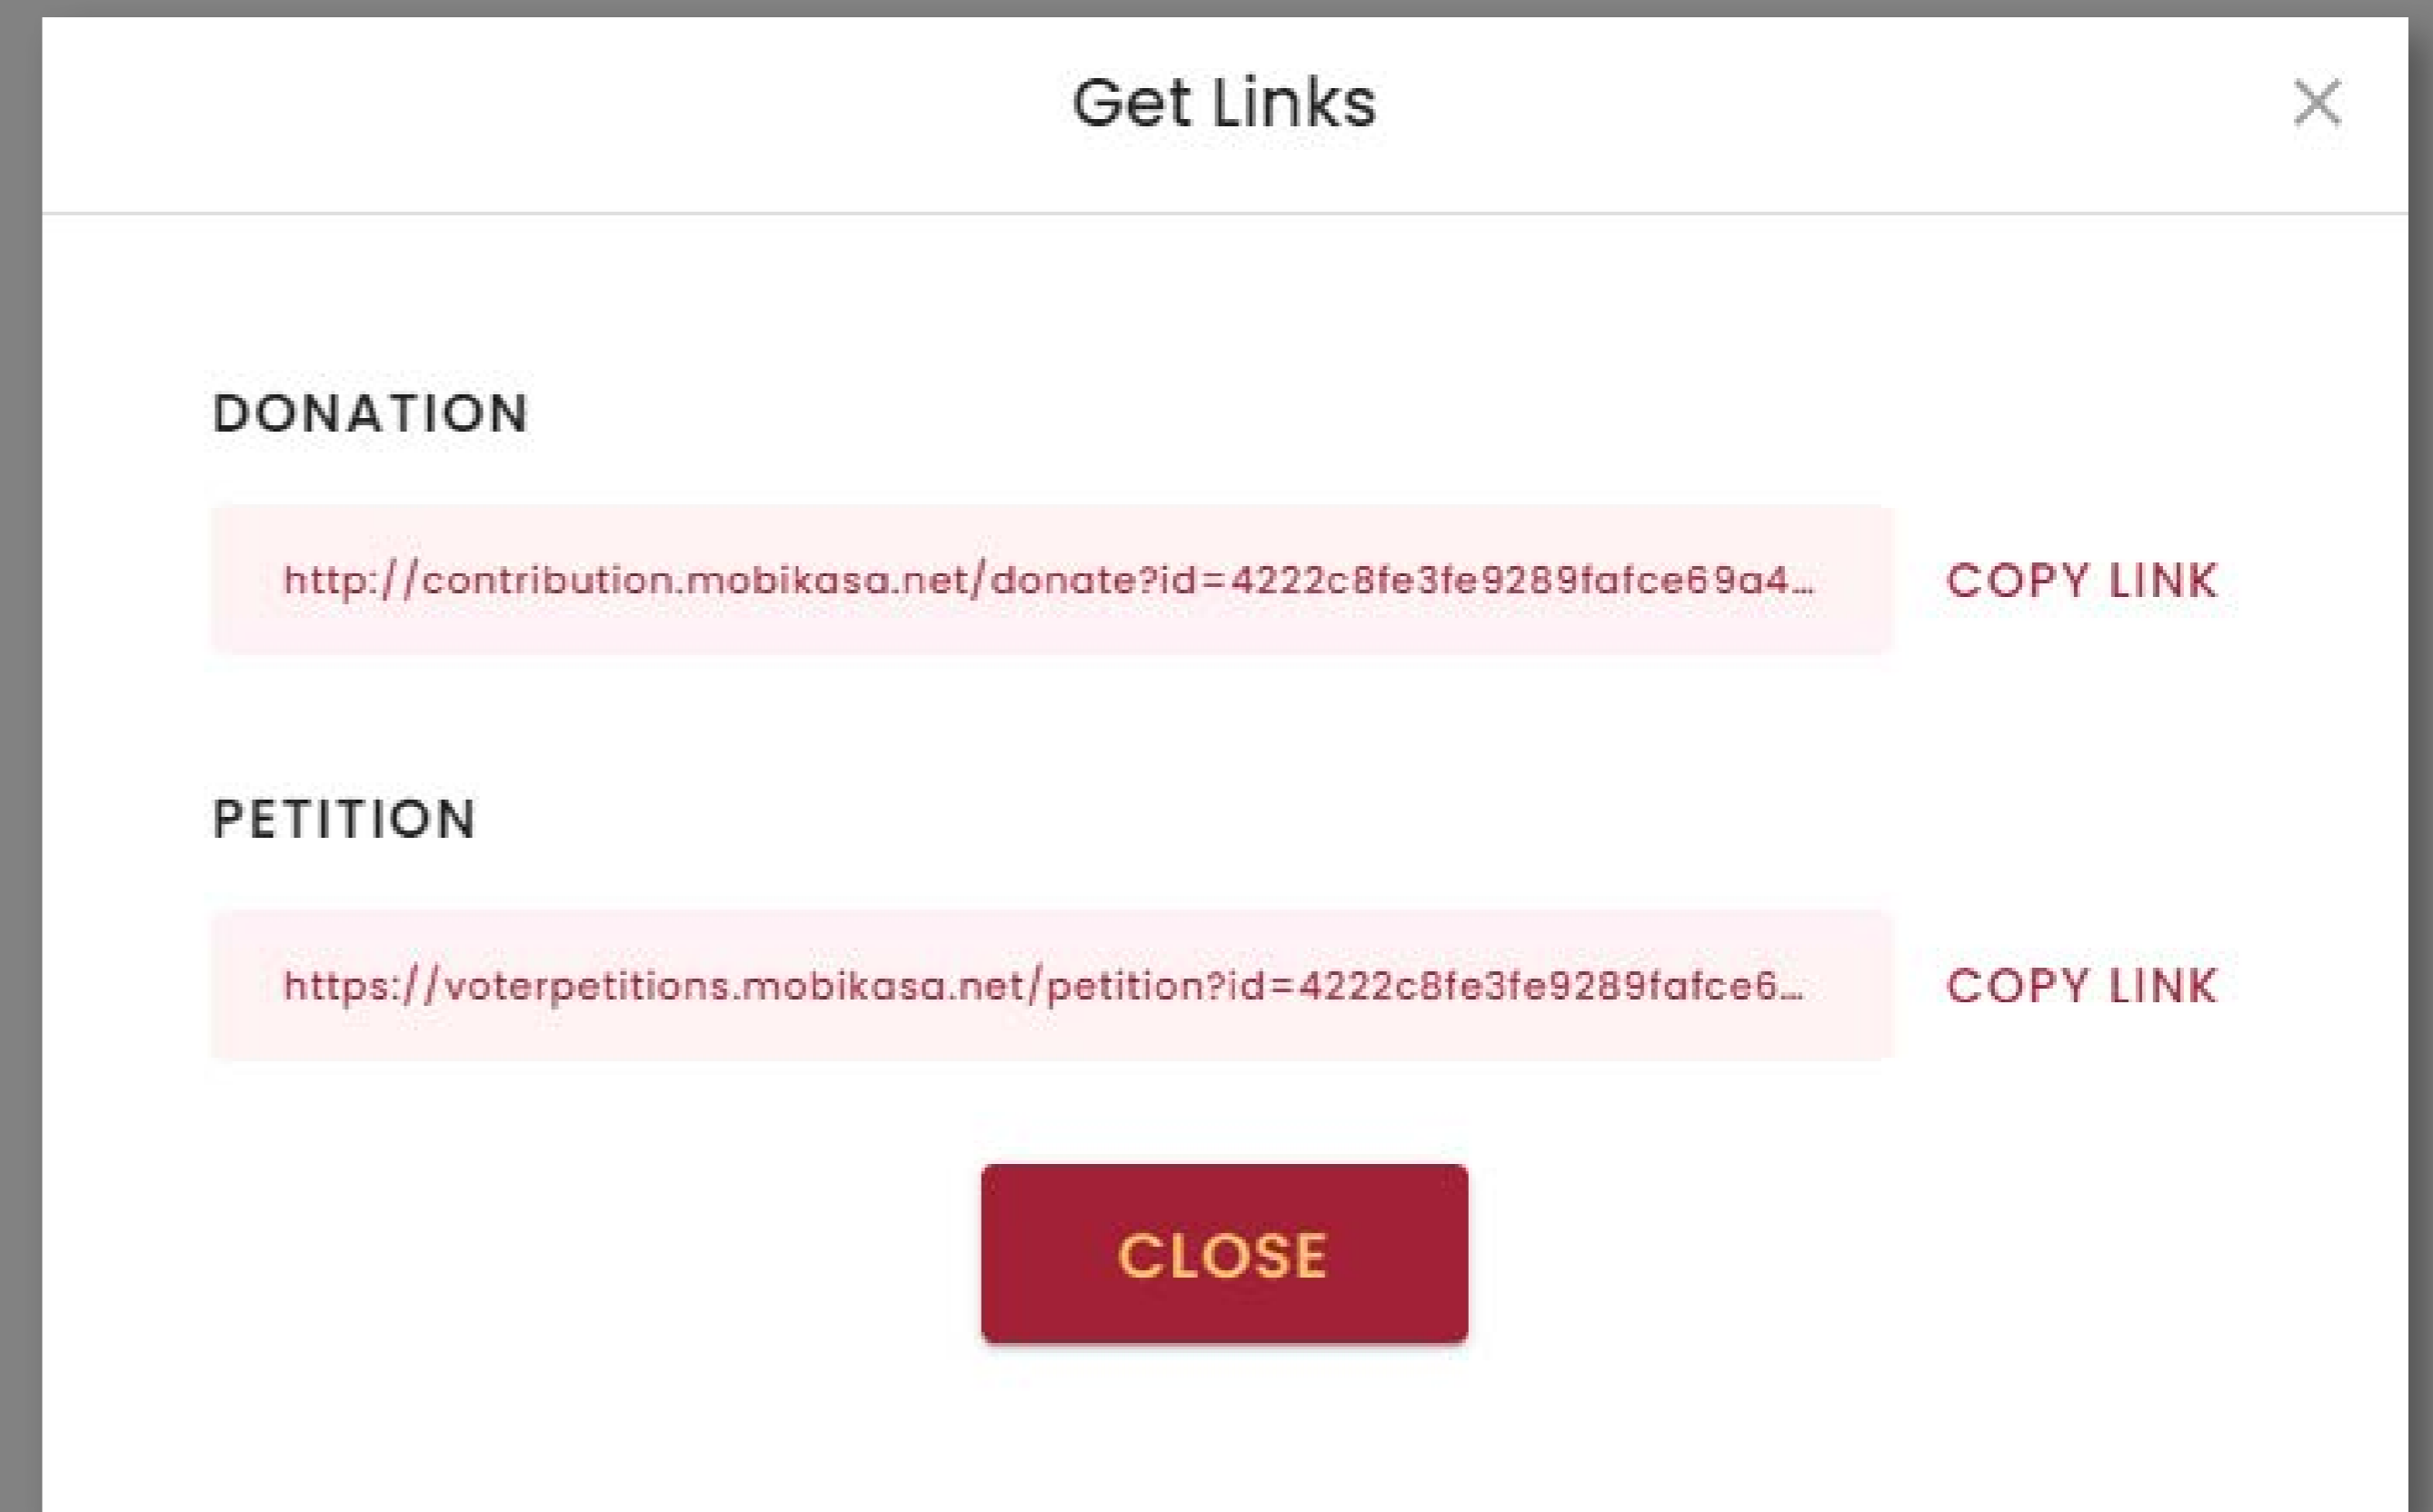 Get Links
DONATION
http://contribution.mobikasa.net/donate?id=4222c8fe3fe9289fafce69a4... COPY LINK
PETITION
https://voterpetitions.mobikasa.net/petition?id=4222c8fe3fe9289fafce6... COPY LINK
CLOSE